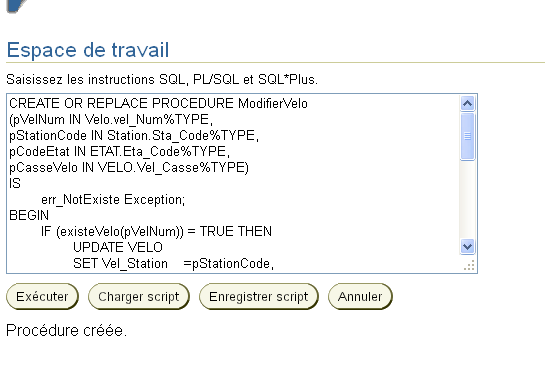 Espace de travail
Saisissez les instructions SQL, PL/SQL et SQL*Plus.
CREATE OR REPLACE PROCEDURE ModifierVelo
(pVelNum IN Velo.vel_Num%TYPE,
pStationCode IN Station.Sta_Code%TYPE,
pCodeEtat IN ETAT.Eta_Code%TYPE,
pCasseVelo IN VELO.Vel_Casse%TYPE)
IS
err_NotExiste Exception;
BEGIN
IF (existeVelo(pVelNum)) = TRUE THEN
UPDATE VELO
SET Vel_Station =pStationCode,
Exécuter Charger script Enregistrer script Annuler
Procédure créée.